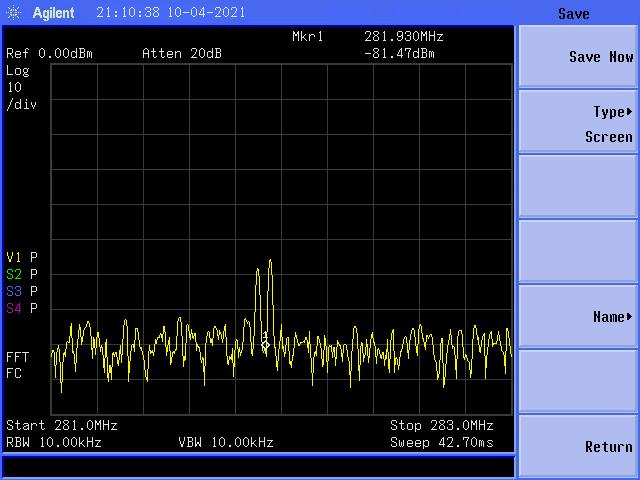 Agilent 21:10:38 10-04-2021
Save
Mkr1 281.930MHz
Ref 0.00dBm Atten 20dB -81.47dBm
Log
10
/div
1
V1 P
S2 P
S3 P
S4 P
FFT
FC
Start 281.0MHz Stop 283.0MHz
RBW 10.00kHz VBW 10.00kHz Sweep 42.70ms
Save Now
Type
Screen
Name
Return